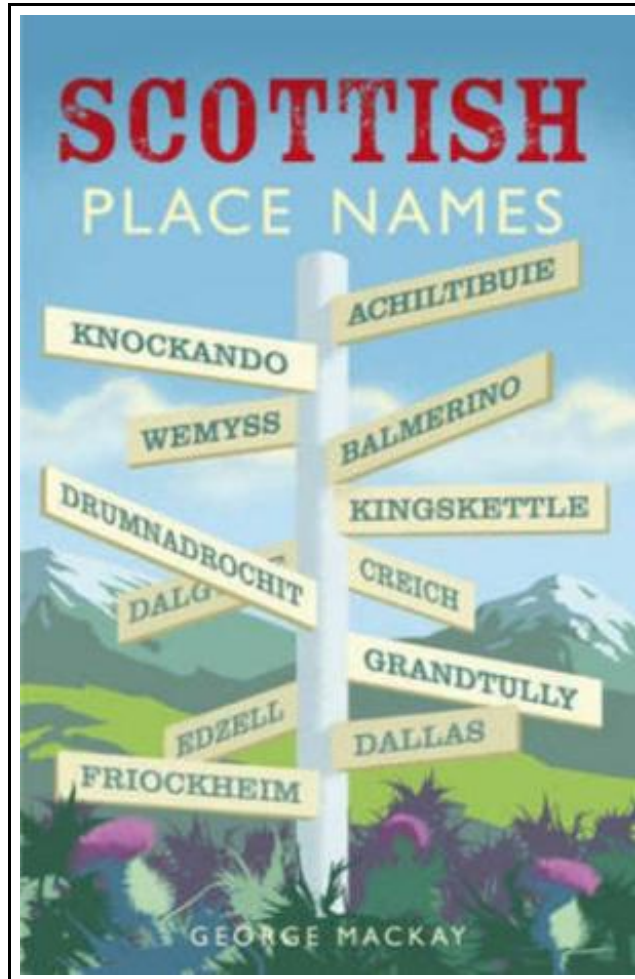 SCOTTISH
PLACE NAMES
ACHILTIBUIE
KNOCKANDO
WEMYSS
BALMERINO
DRUMNADROCHIT
KINGSKETTLE
CREICH
GRANDTULLY
EDZELL
DALLAS
FRIOCKHEIM
GEORGE MACKAY